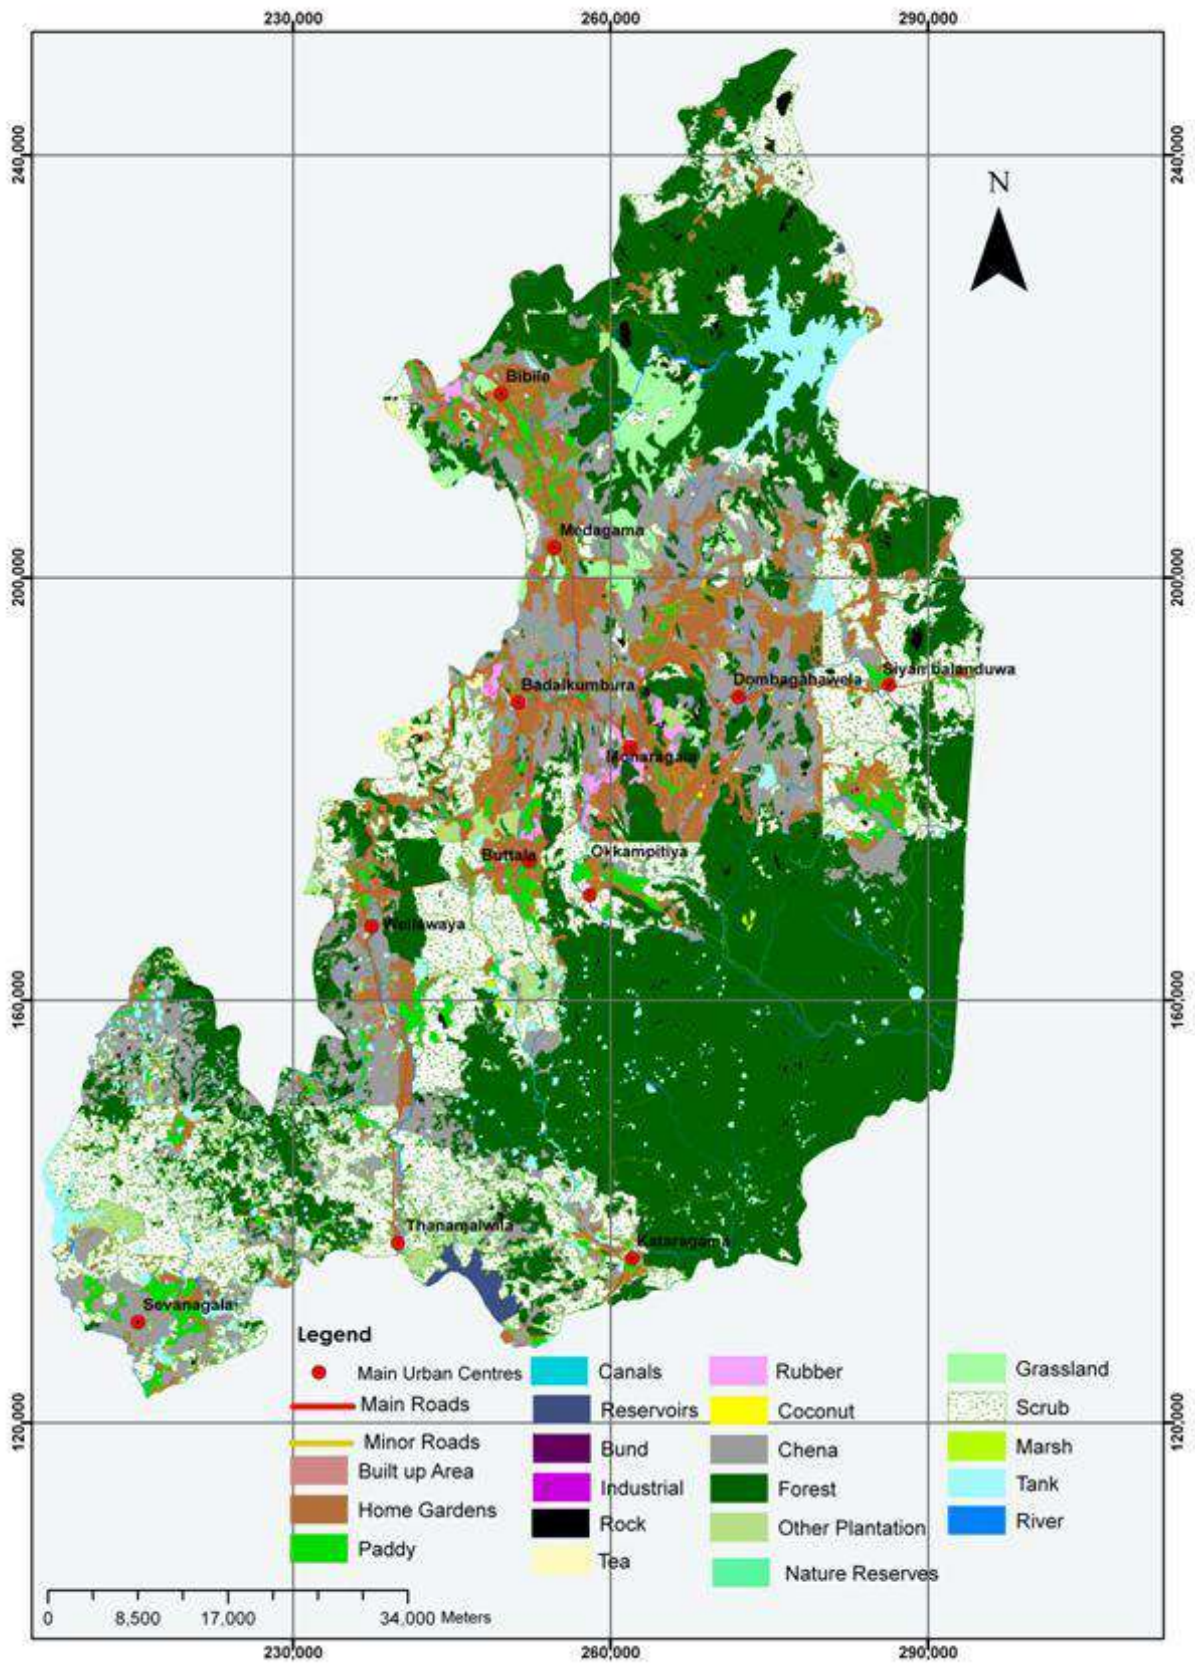 230,000 260,000 290,000
240,000 240,000
N
Bibile
Medagama
200,000 200,000
Siyambalanduwa
Dombagahawela
Badalkumbura
Monaragala
Okkampitiya
Buttala
Wellawaya
160,000 160,000
Thanamalwila
Kataragama
Sevanagala
Legend
Main Urban Centres
Main Roads
Minor Roads
Built up Area
Home Gardens
Paddy
Canals
Reservoirs
Bund
Industrial
Rock
Tea
Rubber
Coconut
Chena
Forest
Other Plantation
Nature Reserves
Grassland
Scrub
Marsh
Tank
River
120,000 120,000
0 8,500 17,000 34,000 Meters
230,000 260,000 290,000